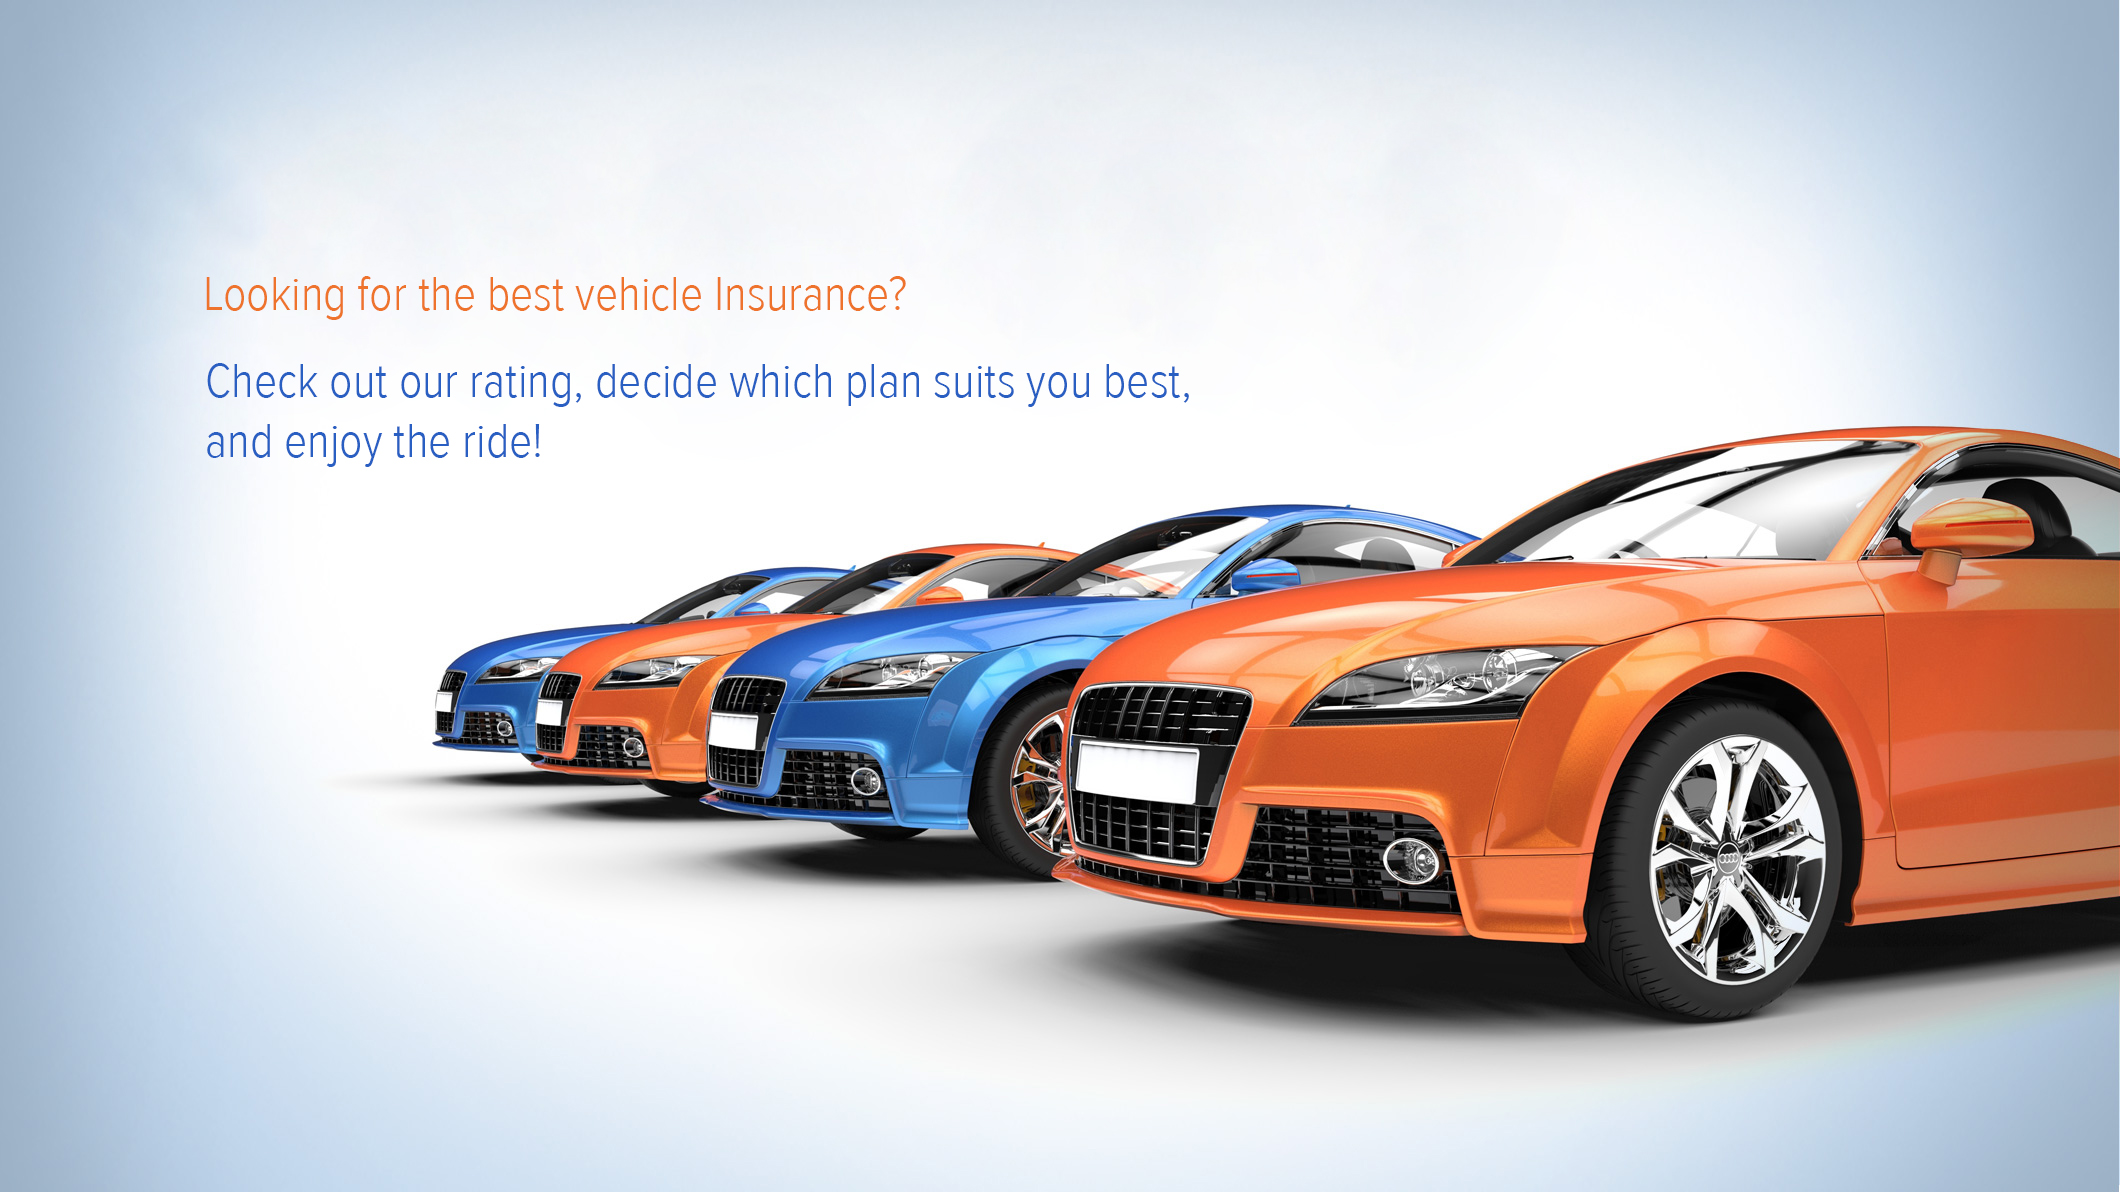 Looking for the best vehicle Insurance?
Check out our rating, decide which plan suits you best,
and enjoy the ride!